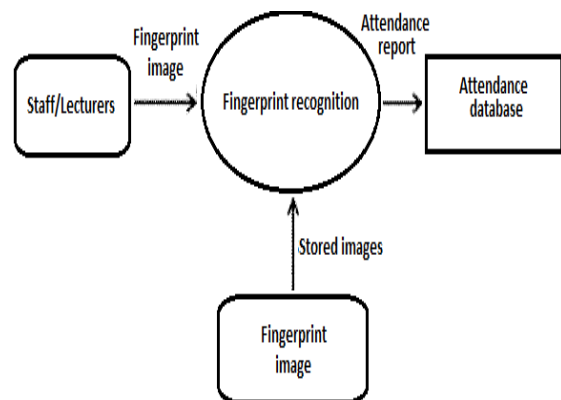 Fingerprint
image
Attendance
report
Staff/Lecturers
Fingerprint recognition
Attendance
database
Stored images
Fingerprint
image